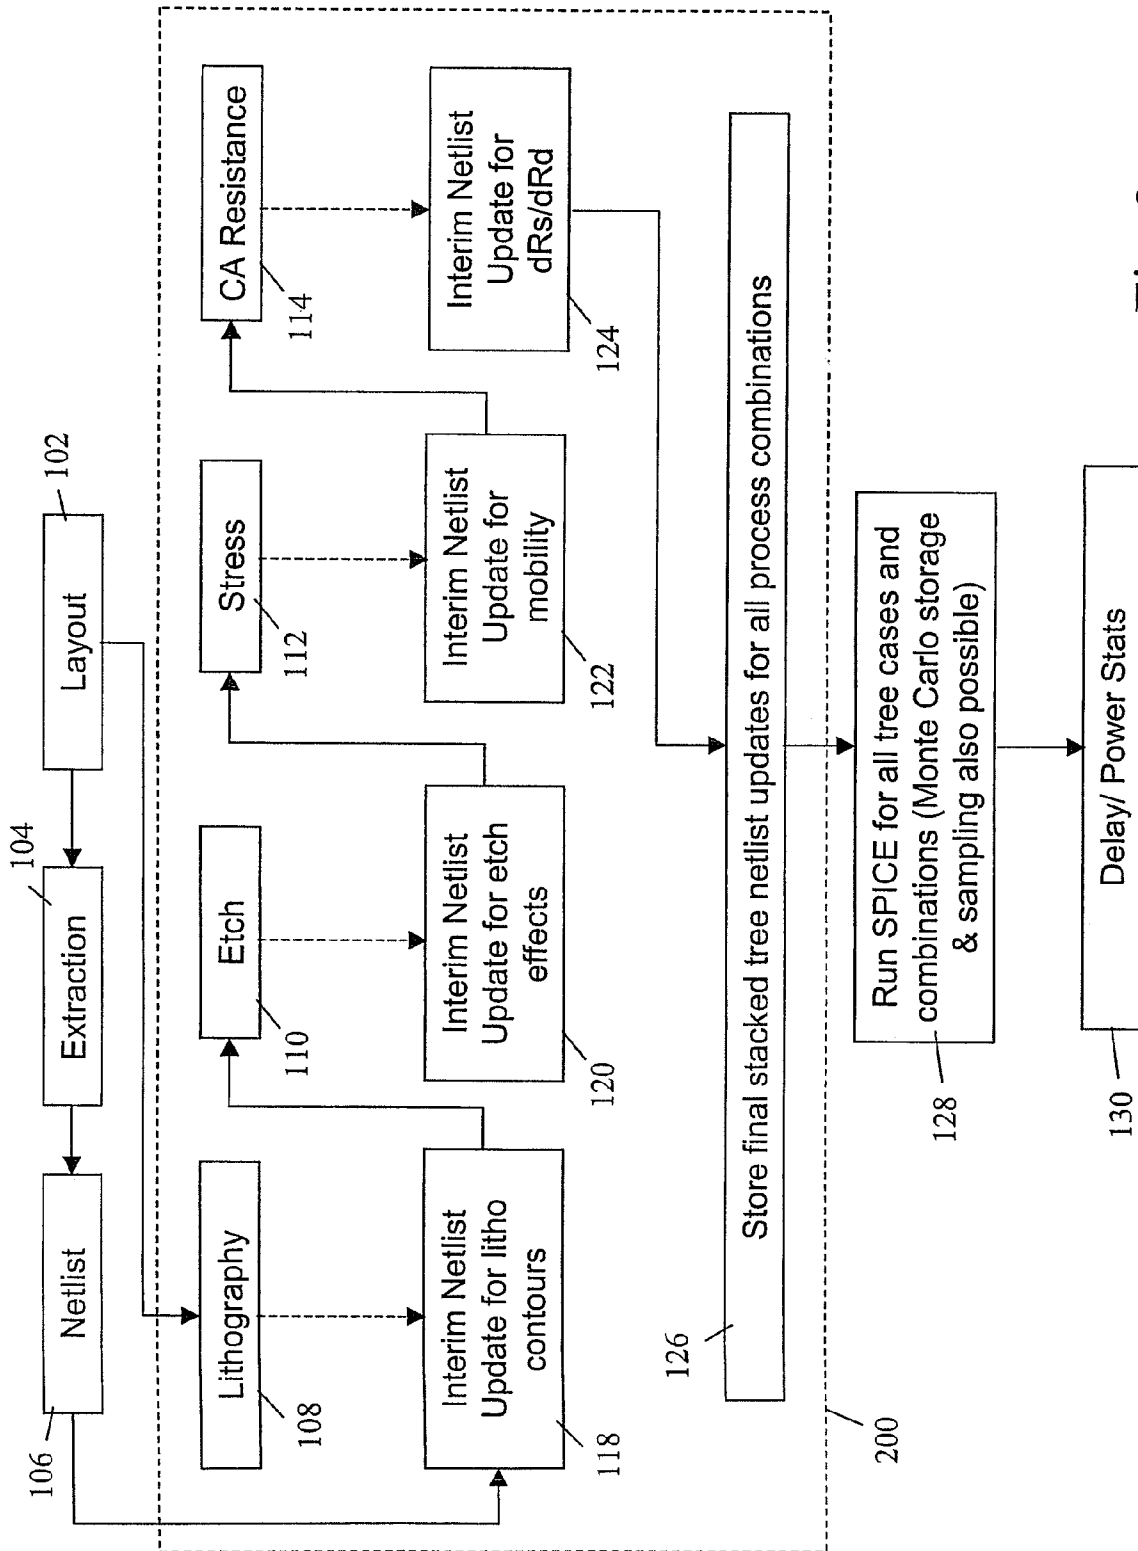 Layout
102
104
Extraction
Netlist
106
Lithography
108
Etch
110
Stress
112
CA Resistance
114
Interim Netlist
Update for litho
contours
118
Interim Netlist
Update for etch
effects
120
Interim Netlist
Update for
mobility
122
Interim Netlist
Update for
dRs/dRd
124
126
Store final stacked tree netlist updates for all process combinations
200
Run SPICE for all tree cases and
combinations (Monte Carlo storage
& sampling also possible)
128
Delay/ Power Stats
130